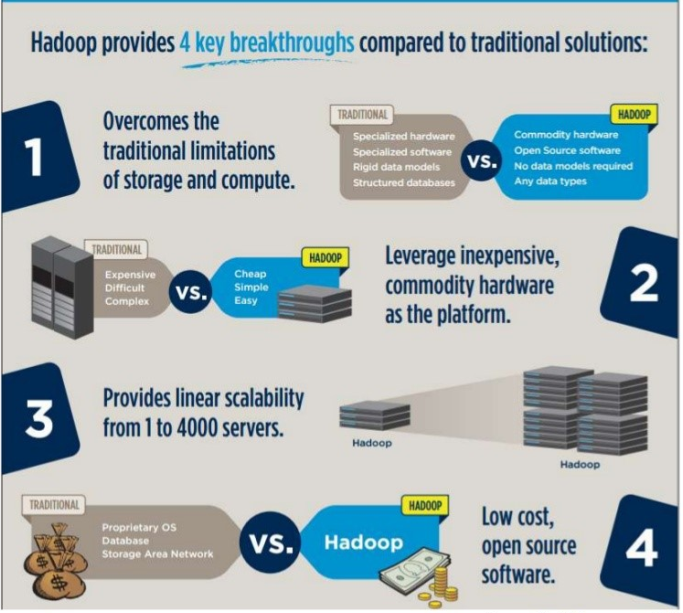 Hadoop provides 4 key breakthroughs compared to traditional solutions:
1
Overcomes the
traditional limitations
of storage and compute.
TRADITIONAL
Specialized hardware
Specialized software
Rigid data models
Structured databases
VS.
HADOOP
Commodity hardware
Open Source software
No data models required
Any data types
TRADITIONAL
Expensive
Difficult
Complex
VS.
HADOOP
Cheap
Simple
Easy
Leverage inexpensive,
commodity hardware
as the platform.
2
3
Provides linear scalability
from 1 to 4000 servers.
Hadoop
Hadoop
TRADITIONAL
Proprietary OS
Database
Storage Area Network
$
$
$
VS.
HADOOP
Hadoop
Low cost,
open source
software.
4